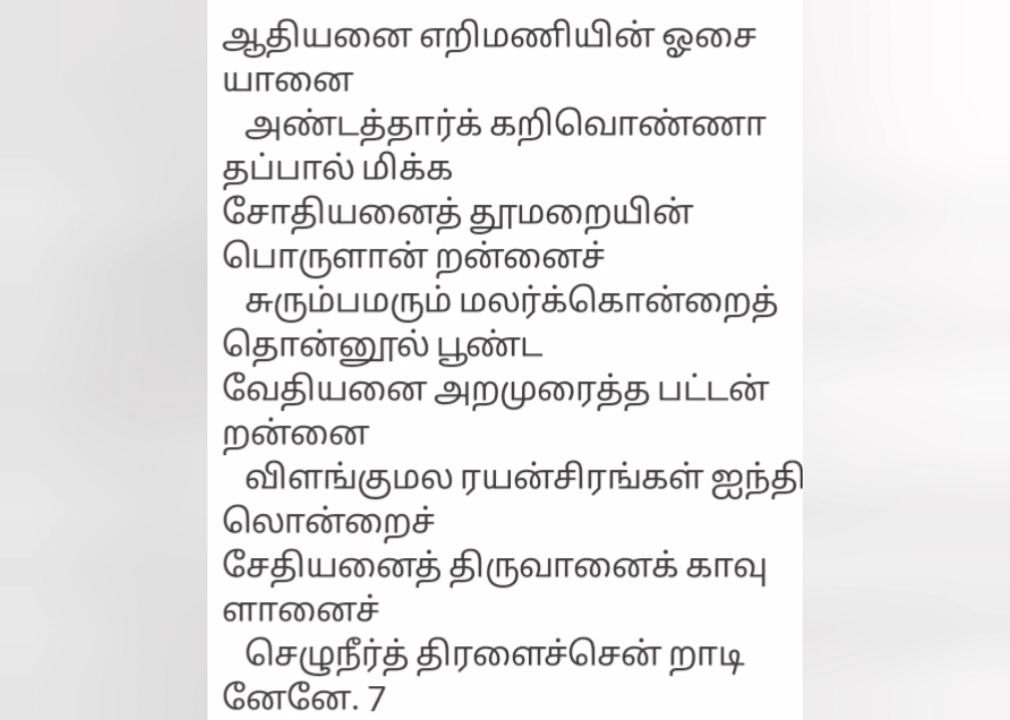 ஆதியனை எறிமணியின் ஓசை
யானை
அண்டத்தார்க் கறிவொண்ணா
தப்பால் மிக்க
சோதியனைத் தூமறையின்
பொருளான் றன்னைச்
சுரும்பமரும் மலர்க்கொன்றைத்
தொன்னூல் பூண்ட
வேதியனை அறமுரைத்த பட்டன்
றன்னை
விளங்குமல ரயன்சிரங்கள் ஐந்தி
லொன்றைச்
சேதியனைத் திருவானைக் காவு
ளானைச்
செழுநீர்த் திரளைச்சென் றாடி
னேனே. 7